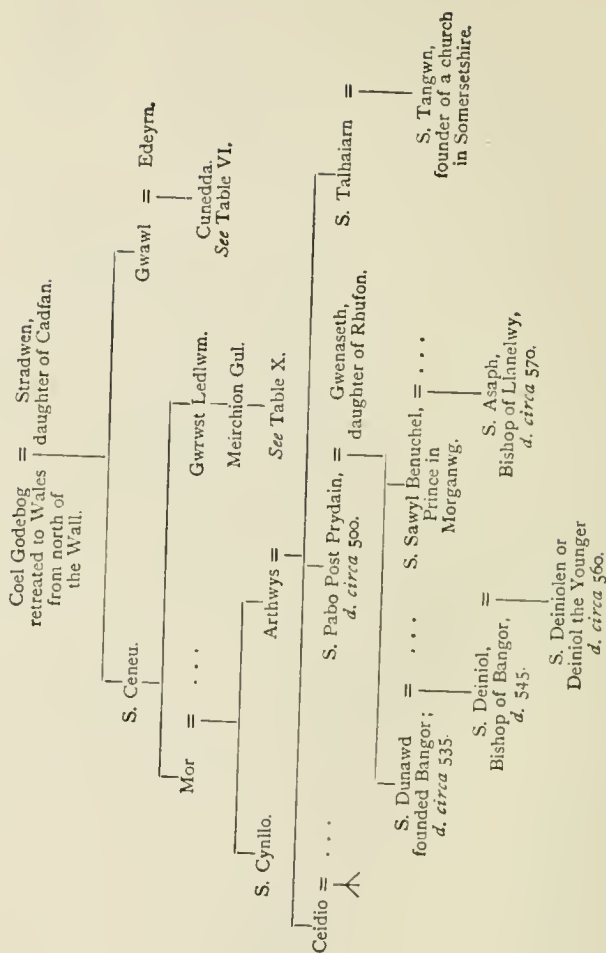 Coel Godebog = Stradwen,
retreated to Wales daughter of Cadfan.
from north of
the Wall.
S. Ceneu.
Gwawl = Edeyrn.
Cunedda.
See Table VI.
Mor = . . .
Gwrwst Ledlwm.
Meirchion Gul.
See Table X.
S. Cynllo.
Arthwys =
Ceidio = . . .
S. Pabo Post Prydain, = Gwenaseth,
d. circa 500. daughter of Rhufon.
S. Talhaiarn =
S. Tangwn,
founder of a church
in Somersetshire.
S. Dunawd = . . .
founded Bangor;
d. circa 535.
S. Sawyl Benuchel, = . . .
Prince in
Morganwg.
S. Deiniol, =
Bishop of Bangor,
d. 545.
S. Asaph,
Bishop of Llanelwy,
d. circa 570.
S. Deiniolen or
Deiniol the Younger
d. circa 560.